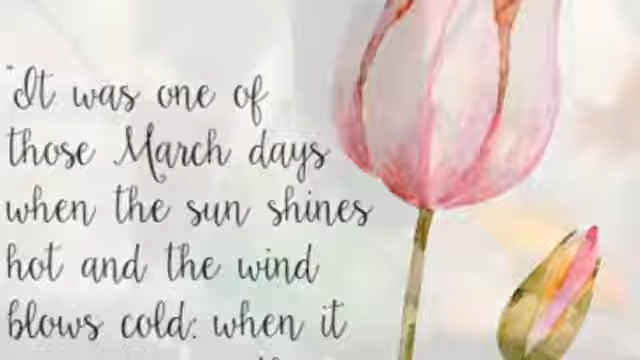 "It was one of
those March days
when the sun shines
hot and the wind
blows cold: when it